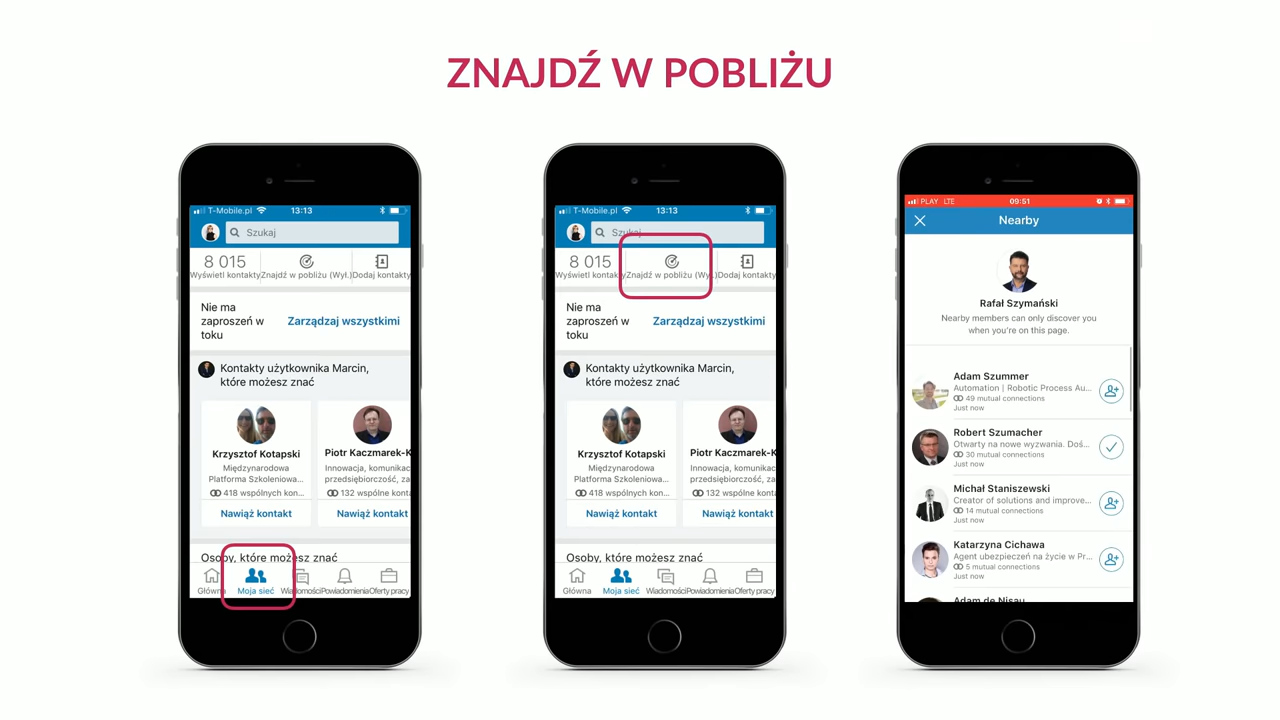 ZNAJDŹ W POBLIŻU
T-Mobile.pl 13:13
Szukaj
8 015
Wyświetl kontakty Znajdź w pobliżu (Wył.) Dodaj kontakty
Nie ma
zaproszeń w
toku
Zarządzaj wszystkimi
Kontakty użytkownika Marcin,
które możesz znać
Krzysztof Kotapski
Międzynarodowa
Platforma Szkoleniowa...
418 wspólnych kon...
Nawiąż kontakt
Piotr Kaczmarek-K
Innowacja, komunikac
przedsiębiorczość, za
132 wspólne konta
Nawiąż kontakt
Osoby, które możesz znać
Główna Moja sieć Wiadomości Powiadomienia Oferty pracy
T-Mobile.pl 13:13
Szukaj
8 015
Wyświetl kontakty Znajdź w pobliżu (Wył.) Dodaj kontakty
Nie ma
zaproszeń w
toku
Zarządzaj wszystkimi
Kontakty użytkownika Marcin,
które możesz znać
Krzysztof Kotapski
Międzynarodowa
Platforma Szkoleniowa...
418 wspólnych kon...
Nawiąż kontakt
Piotr Kaczmarek-K
Innowacja, komunikac
przedsiębiorczość, za
132 wspólne konta
Nawiąż kontakt
Osoby, które możesz znać
Główna Moja sieć Wiadomości Powiadomienia Oferty pracy
PLAY LTE 09:51
Nearby
Rafał Szymański
Nearby members can only discover you
when you're on this page.
Adam Szummer
Automation | Robotic Process Au...
49 mutual connections
Just now
Robert Szumacher
Otwarty na nowe wyzwania. Doś...
30 mutual connections
Just now
Michał Staniszewski
Creator of solutions and improve...
14 mutual connections
Just now
Katarzyna Cichawa
Agent ubezpieczeń na życie w Pr...
5 mutual connections
Just now
Adam de Nisau